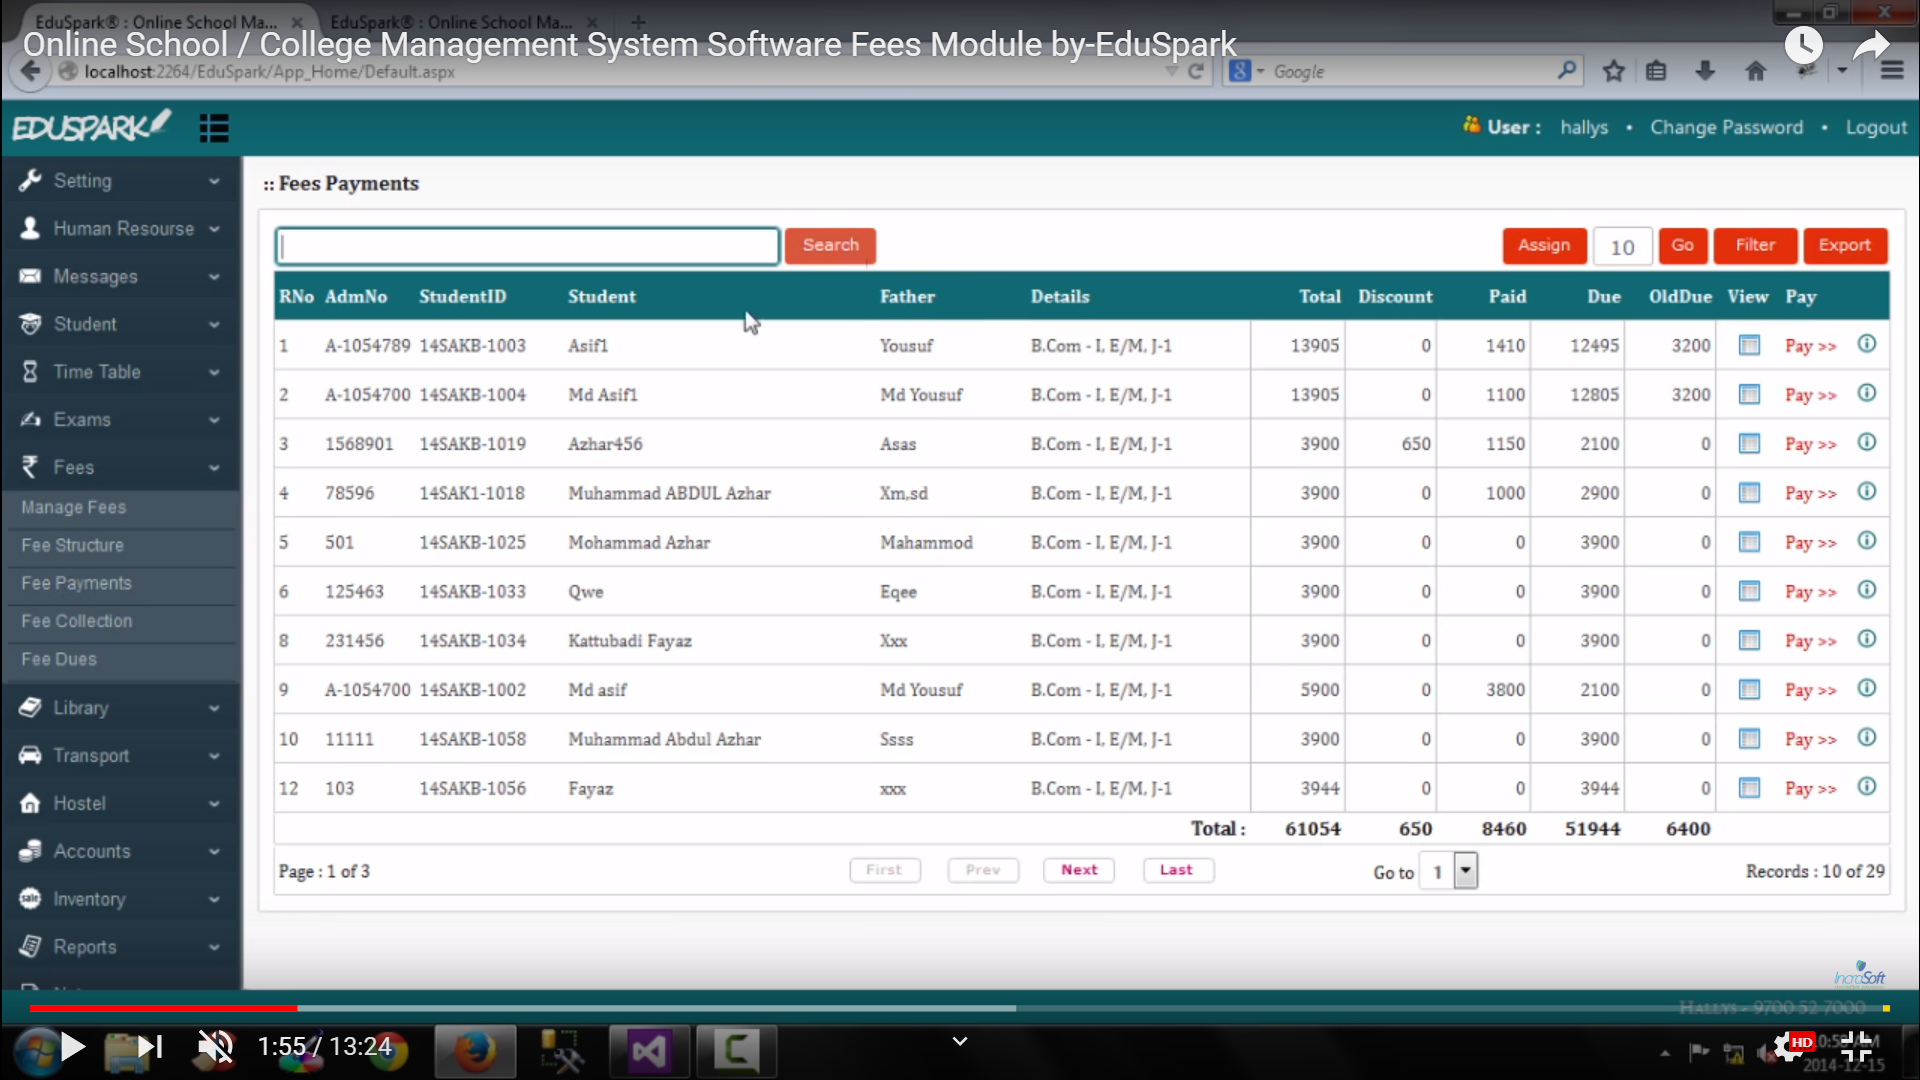 EduSpark® : Online School Ma... EduSpark® : Online School Ma...
Online School / College Management System Software Fees Module by-EduSpark
localhost:2264/EduSpark/App_Home/Default.aspx Google
EDUSPARK User : hallys • Change Password • Logout
Setting
Human Resourse
Messages
Student
Time Table
Exams
Fees
Manage Fees
Fee Structure
Fee Payments
Fee Collection
Fee Dues
Library
Transport
Hostel
Accounts
Inventory
Reports
:: Fees Payments
Search Assign 10 Go Filter Export
RNo AdmNo StudentID Student Father Details Total Discount Paid Due OldDue View Pay
1 A-1054789 14SAKB-1003 Asif1 Yousuf B.Com - I, E/M, J-1 13905 0 1410 12495 3200 Pay >>
2 A-1054700 14SAKB-1004 Md Asif1 Md Yousuf B.Com - I, E/M, J-1 13905 0 1100 12805 3200 Pay >>
3 1568901 14SAKB-1019 Azhar456 Asas B.Com - I, E/M, J-1 3900 650 1150 2100 0 Pay >>
4 78596 14SAK1-1018 Muhammad ABDUL Azhar Xm,sd B.Com - I, E/M, J-1 3900 0 1000 2900 0 Pay >>
5 501 14SAKB-1025 Mohammad Azhar Mahammod B.Com - I, E/M, J-1 3900 0 0 3900 0 Pay >>
6 125463 14SAKB-1033 Qwe Eqee B.Com - I, E/M, J-1 3900 0 0 3900 0 Pay >>
8 231456 14SAKB-1034 Kattubadi Fayaz Xxx B.Com - I, E/M, J-1 3900 0 0 3900 0 Pay >>
9 A-1054700 14SAKB-1002 Md asif Md Yousuf B.Com - I, E/M, J-1 5900 0 3800 2100 0 Pay >>
10 11111 14SAKB-1058 Muhammad Abdul Azhar Ssss B.Com - I, E/M, J-1 3900 0 0 3900 0 Pay >>
12 103 14SAKB-1056 Fayaz xxx B.Com - I, E/M, J-1 3944 0 0 3944 0 Pay >>
Total : 61054 650 8460 51944 6400
Page : 1 of 3 First Prev Next Last Go to 1 Records : 10 of 29
IncraSoft
HALLYS - 9700 52 7000
1:55 / 13:24 HD
2014-12-15